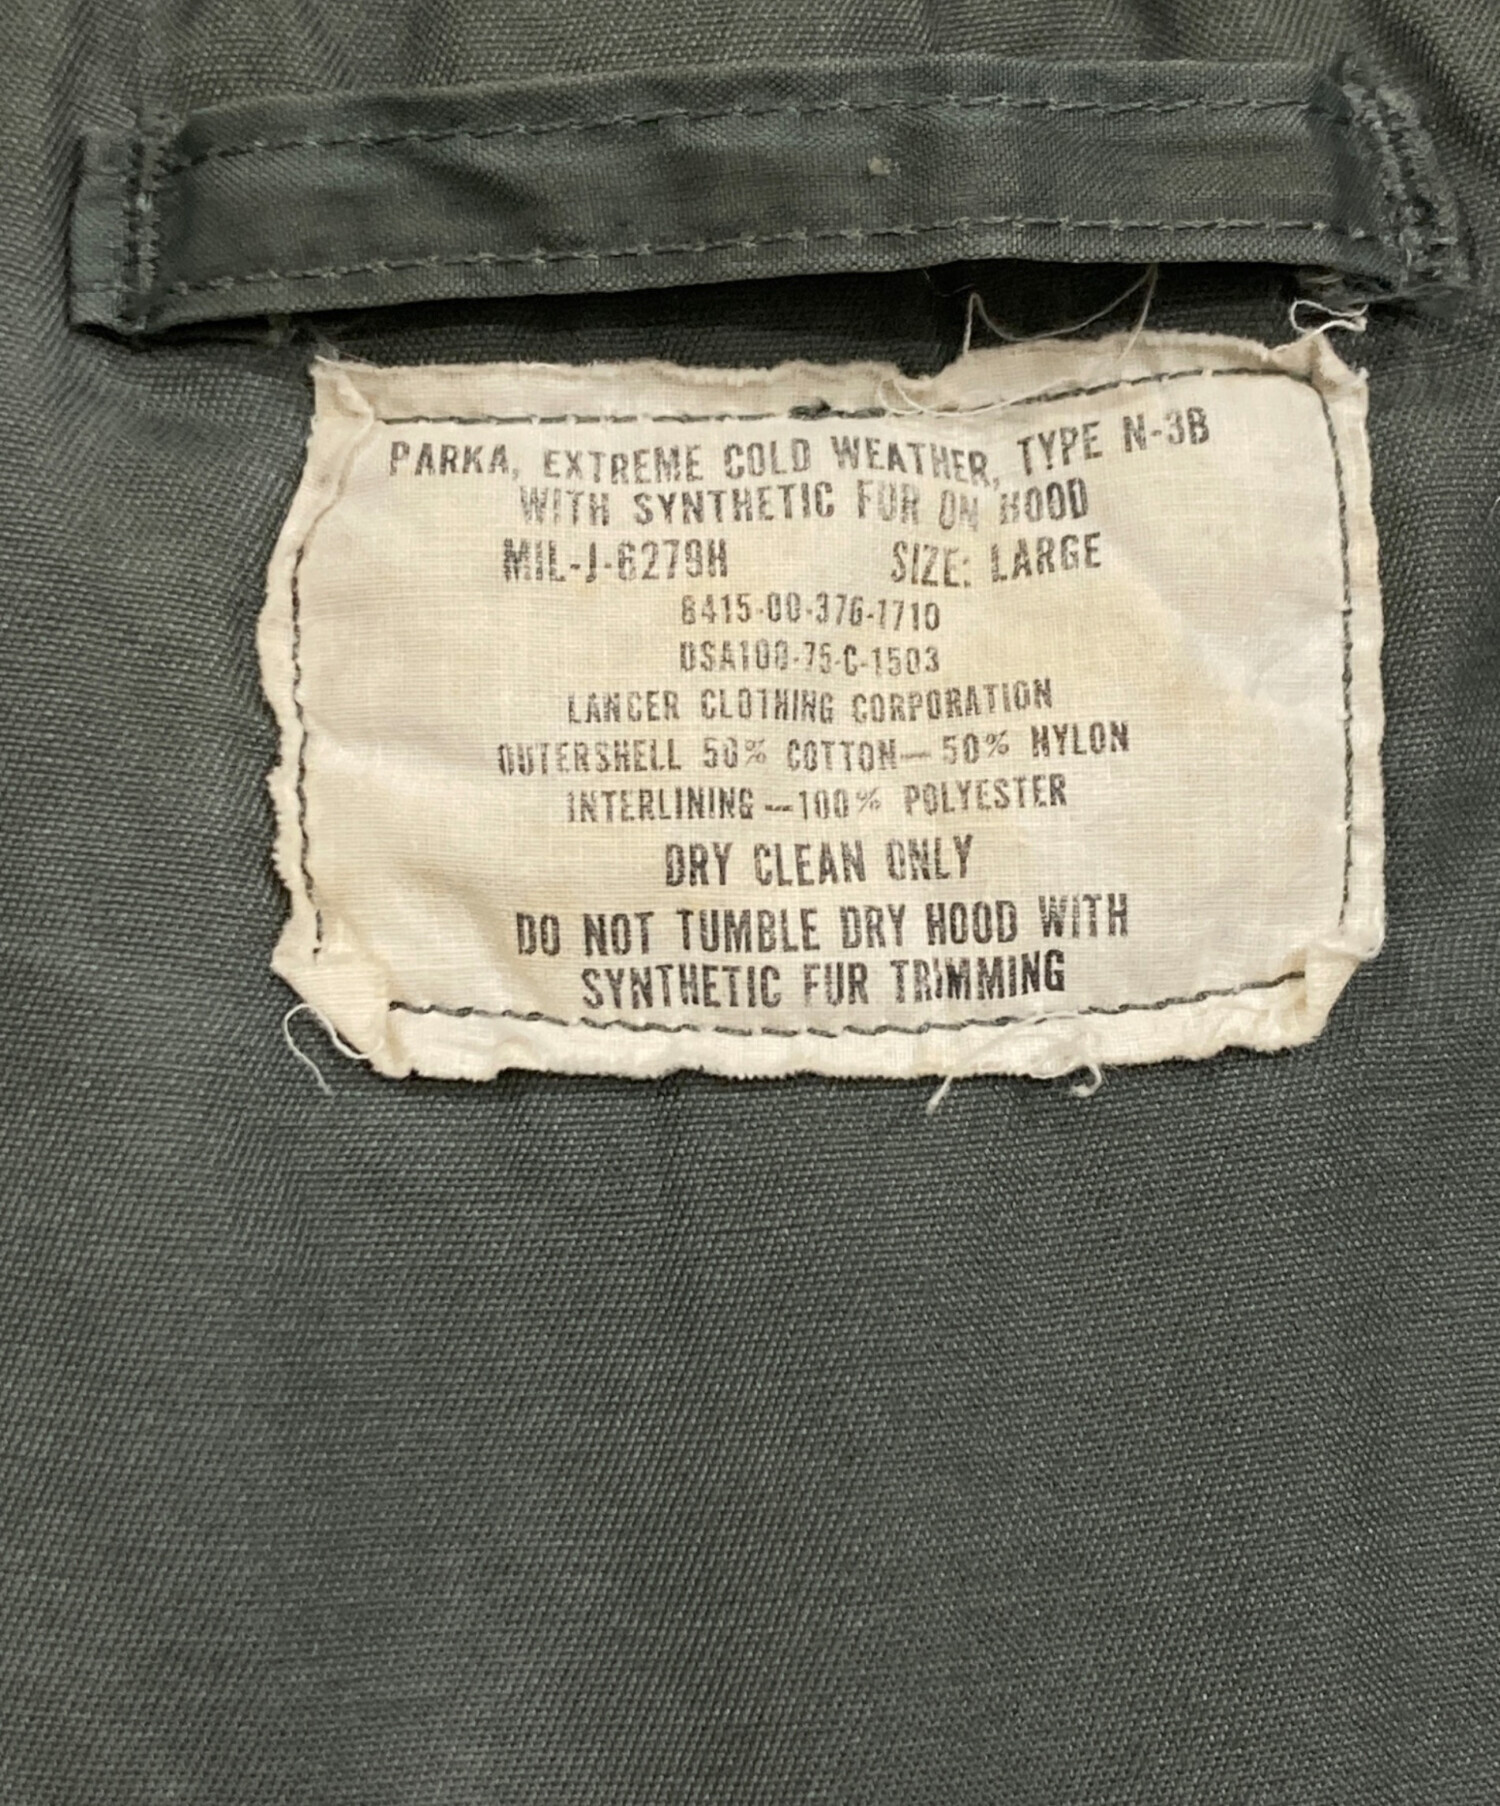 PARKA, EXTREME COLD WEATHER, TYPE N-3B
WITH SYNTHETIC FUR ON HOOD
MIL-J-6279H SIZE: LARGE
8415-00-376-1710
DSA100-75-C-1503
LANCER CLOTHING CORPORATION
OUTERSHELL 50% COTTON—50% NYLON
INTERLINING—100% POLYESTER
DRY CLEAN ONLY
DO NOT TUMBLE DRY HOOD WITH
SYNTHETIC FUR TRIMMING